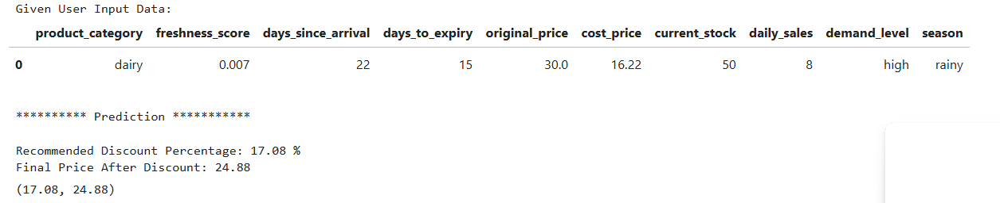 Given User Input Data:
product_category freshness_score days_since_arrival days_to_expiry original_price cost_price current_stock daily_sales demand_level season
0 dairy 0.007 22 15 30.0 16.22 50 8 high rainy
********** Prediction ***********
Recommended Discount Percentage: 17.08 %
Final Price After Discount: 24.88
(17.08, 24.88)